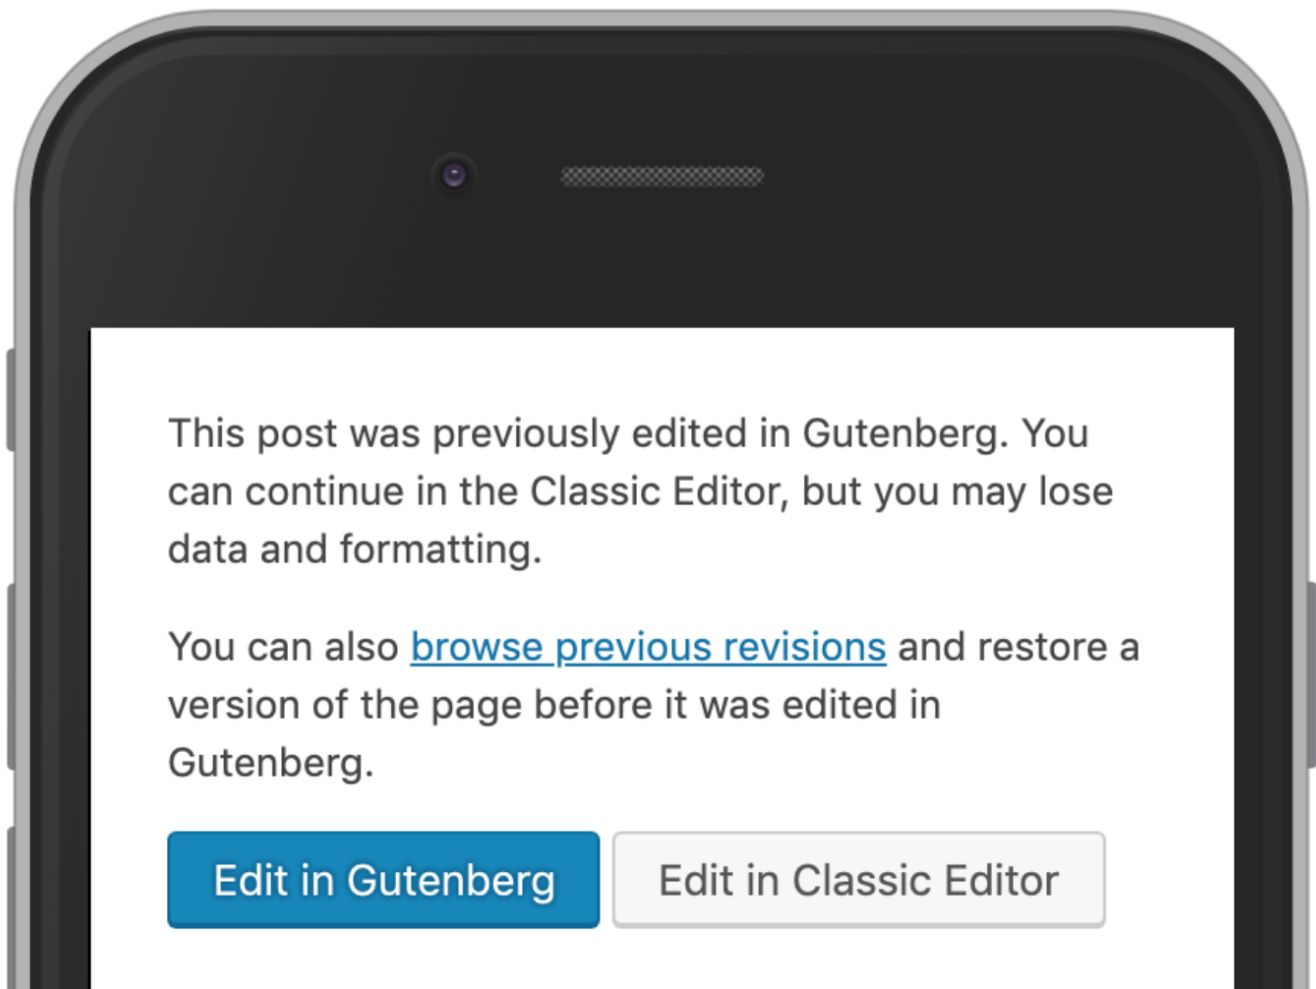 This post was previously edited in Gutenberg. You
can continue in the Classic Editor, but you may lose
data and formatting.
You can also browse previous revisions and restore a
version of the page before it was edited in
Gutenberg.
Edit in Gutenberg
Edit in Classic Editor